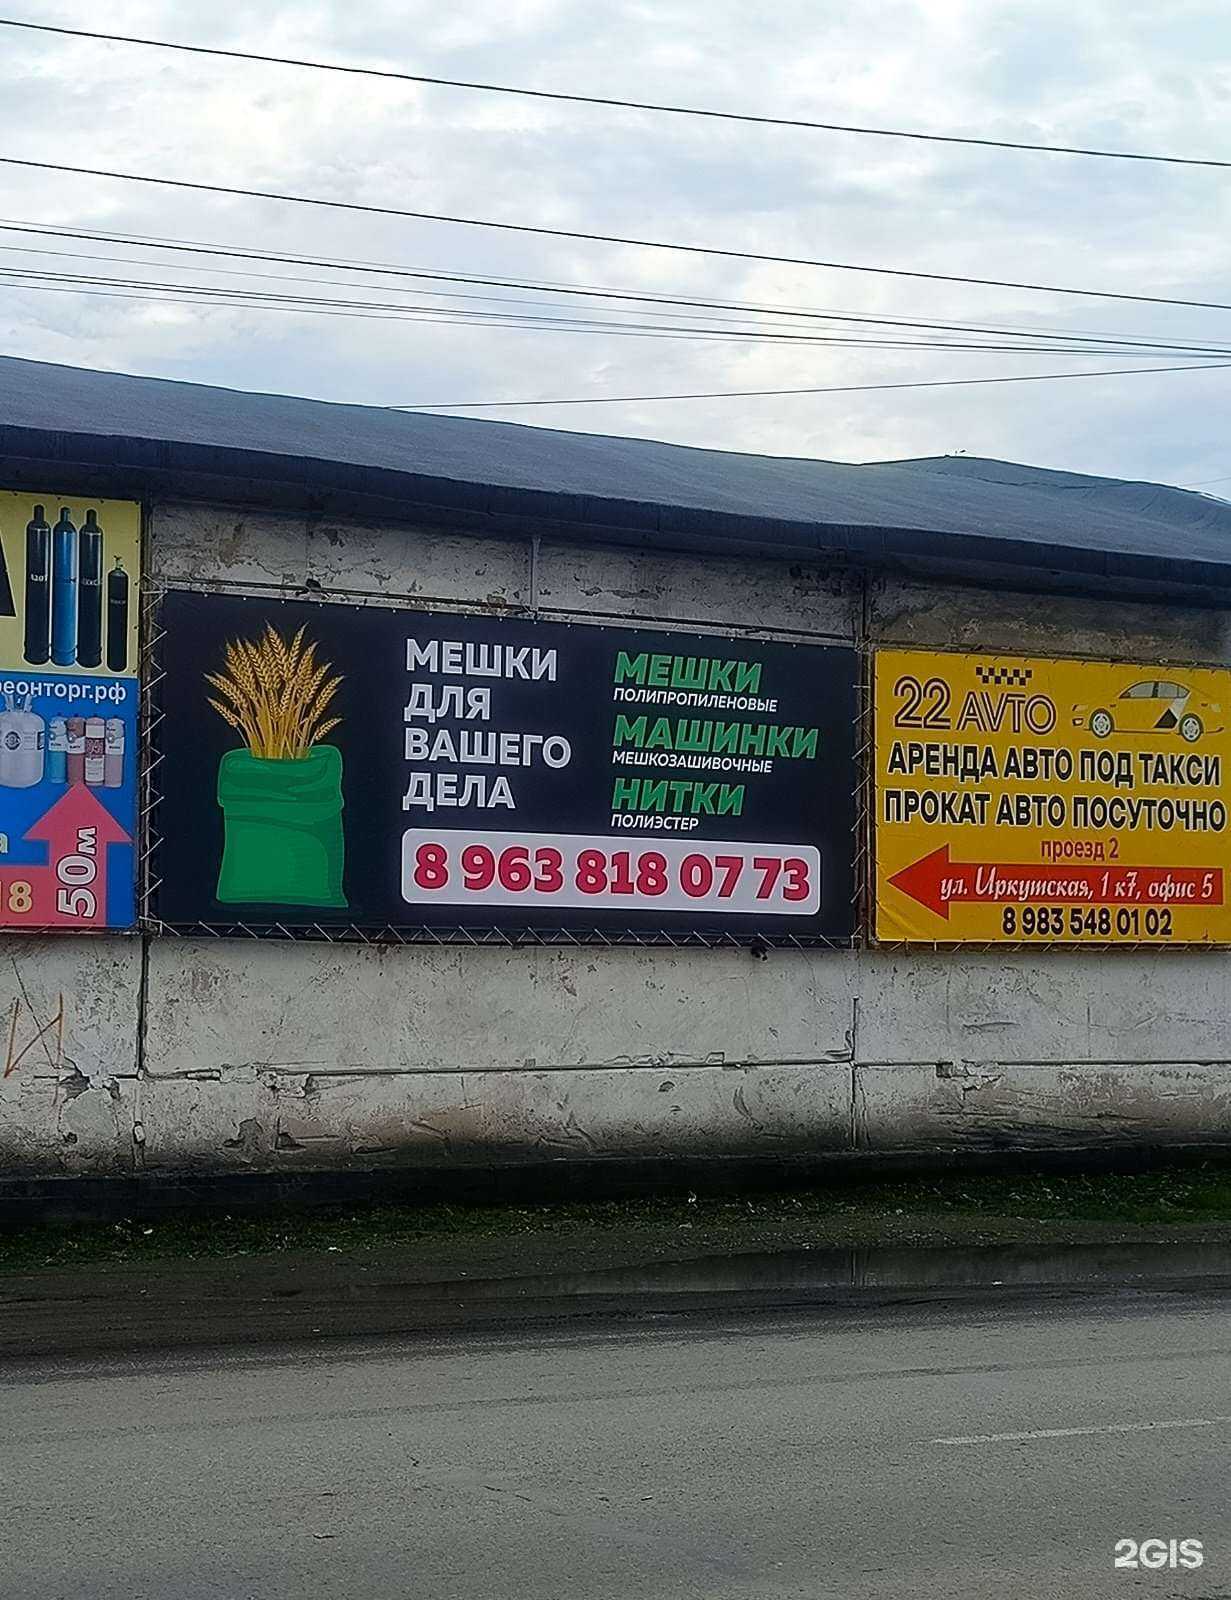 50м
18
МЕШКИ
ДЛЯ
ВАШЕГО
ДЕЛА
МЕШКИ
ПОЛИПРОПИЛЕНОВЫЕ
МАШИНКИ
МЕШКОЗАШИВОЧНЫЕ
НИТКИ
ПОЛИЭСТЕР
8 963 818 07 73
22 AVTO
АРЕНДА АВТО ПОД ТАКСИ
ПРОКАТ АВТО ПОСУТОЧНО
проезд 2
ул. Иркутская, 1 к7, офис 5
8 983 548 01 02
2GIS